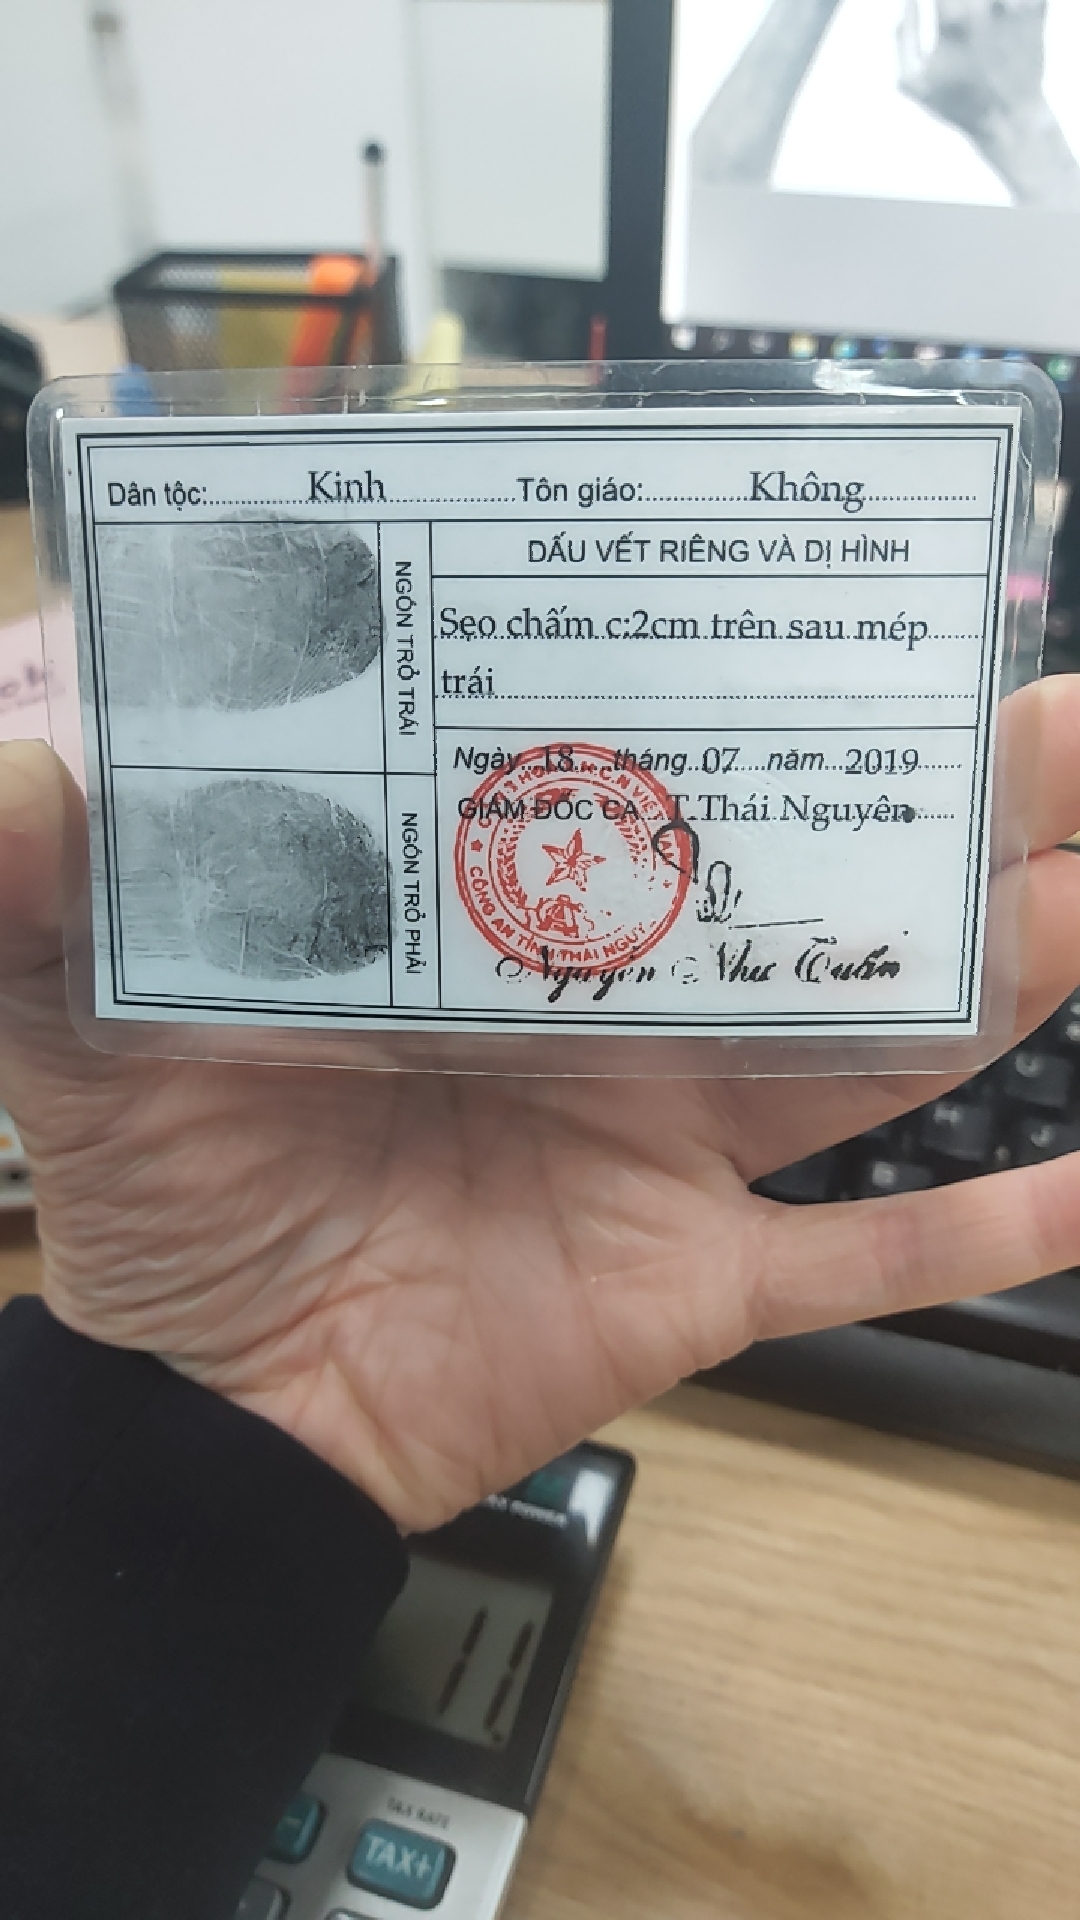 Dân tộc: Kinh Tôn giáo: Không
NGÓN TRỎ TRÁI
NGÓN TRỎ PHẢI
DẤU VẾT RIÊNG VÀ DỊ HÌNH
Sẹo chấm c:2cm trên sau mép
trái
Ngày 18 tháng 07 năm 2019
GIÁM ĐỐC CA T.Thái Nguyên
CÔNG AN TỈNH THÁI NGUY
Nguyễn Như Tuấn
11.
TAX RATE
TAX+